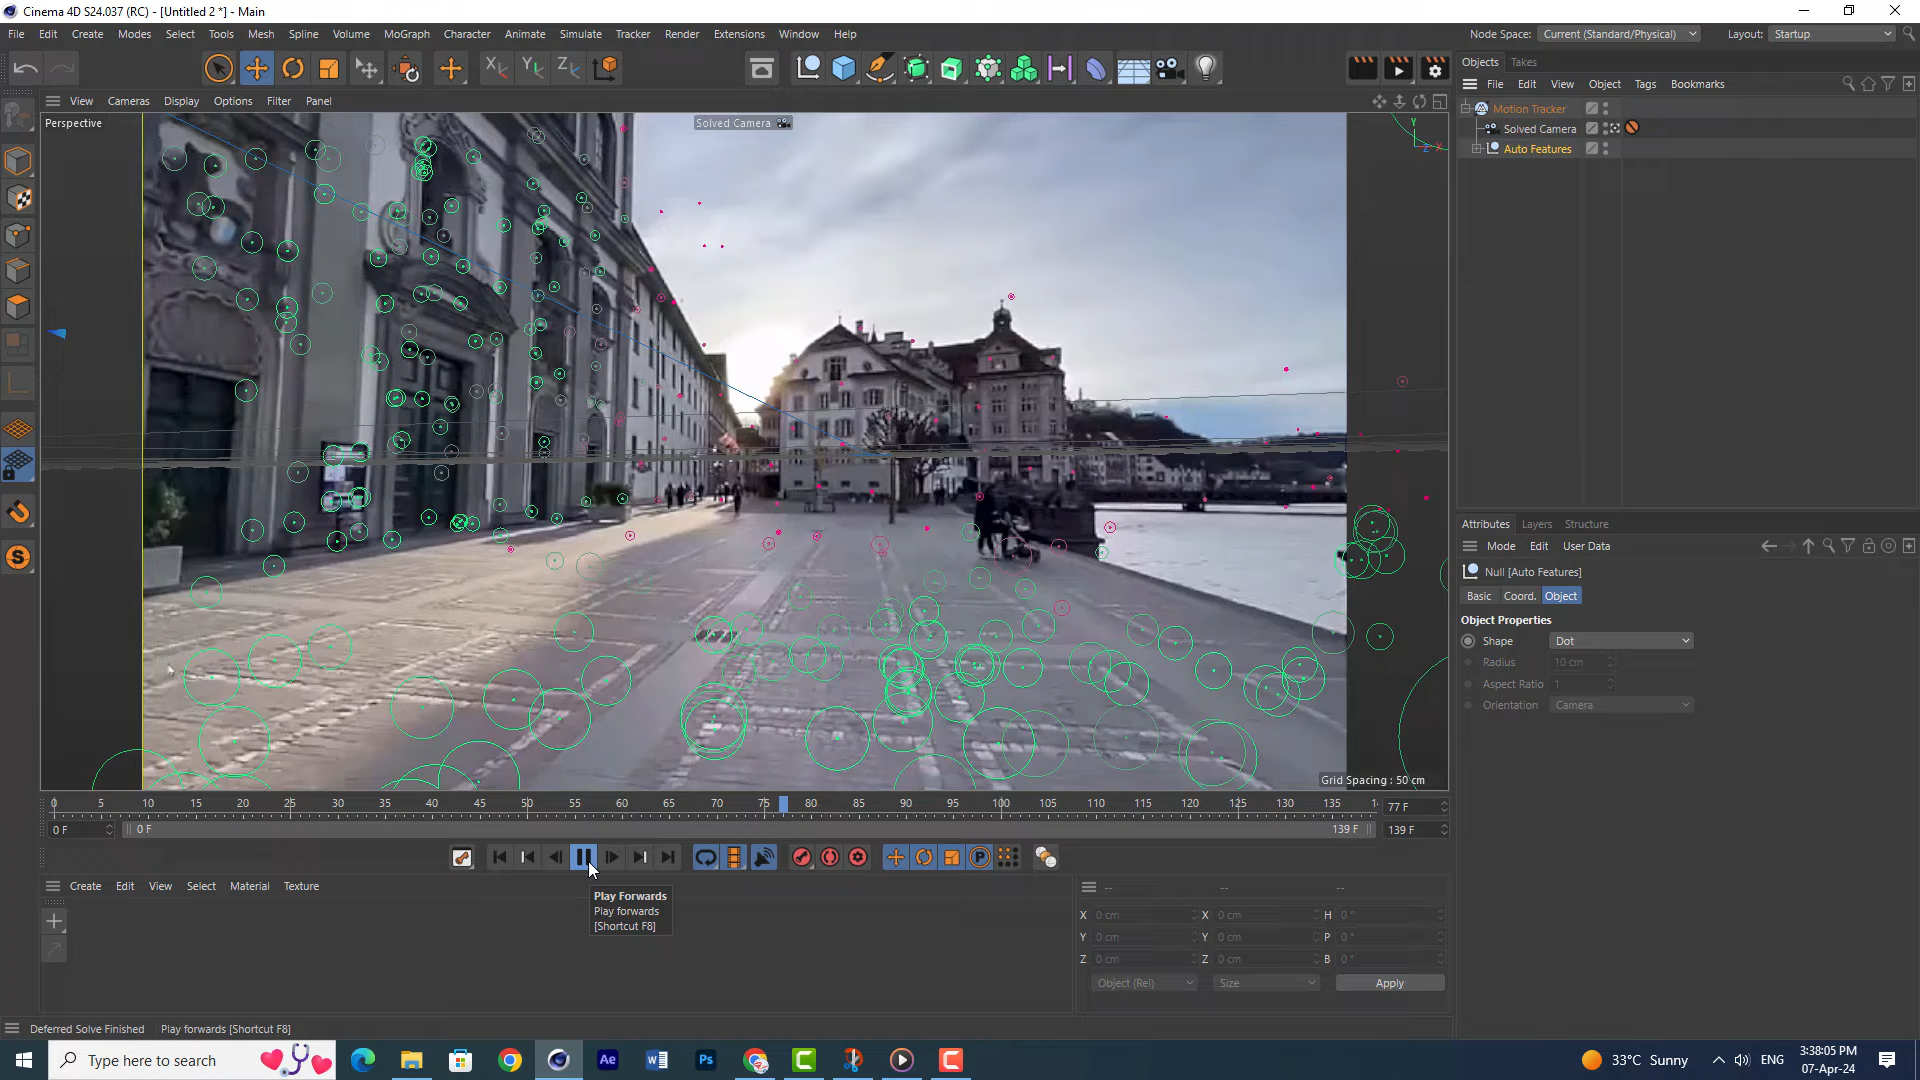 Cinema 4D S24.037 (RC) - [Untitled 2 *] - Main
File Edit Create Modes Select Tools Mesh Spline Volume MoGraph Character Animate Simulate Tracker Render Extensions Window Help
Node Space: Current (Standard/Physical) Layout: Startup
Objects Takes
View Cameras Display Options Filter Panel
File Edit View Object Tags Bookmarks
Perspective
Solved Camera
Y
Z X
Motion Tracker
Solved Camera
Auto Features
Attributes Layers Structure
Mode Edit User Data
Null [Auto Features]
Basic Coord. Object
Object Properties
Shape Dot
Radius 10 cm
Aspect Ratio 1
Orientation Camera
Grid Spacing : 50 cm
0 5 10 15 20 25 30 35 40 45 50 55 60 65 70 75 80 85 90 95 100 105 110 115 120 125 130 135 77 F
0 F 0 F 139 F 139 F
Create Edit View Select Material Texture
-- -- --
Play Forwards
Play forwards
[Shortcut F8]
X 0 cm X 0 cm H 0 °
Y 0 cm Y 0 cm P 0 °
Z 0 cm Z 0 cm B 0 °
Object (Rel) Size Apply
Deferred Solve Finished Play forwards [Shortcut F8]
Type here to search
Ae
Ps
33°C Sunny
ENG
3:38:05 PM
07-Apr-24